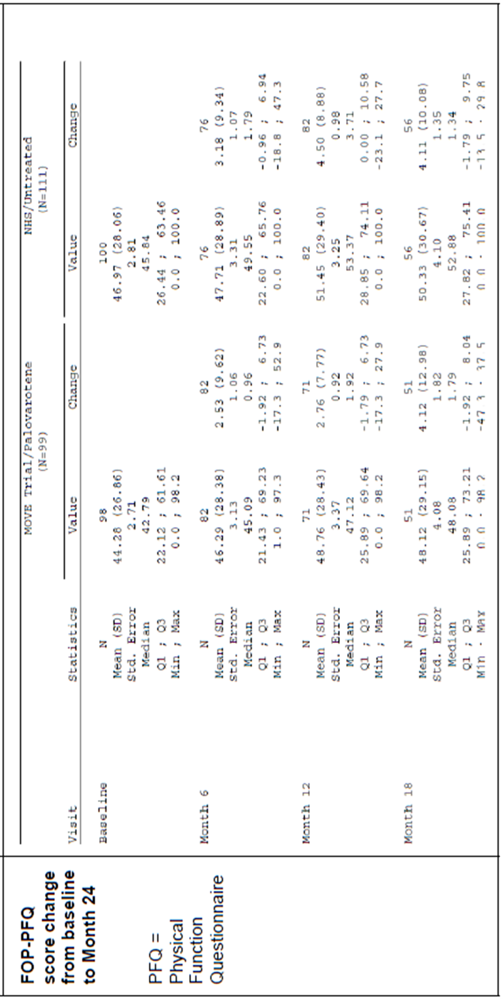 FOP-PFQ
score change
from baseline
to Month 24
PFQ =
Physical
Function
Questionnaire
MOVE Trial/Palovarotene NHS/Untreated
(N=99) (N=111)
Visit Statistics Value Change Value Change
Baseline N 98 100
Mean (SD) 44.28 (26.86) 46.97 (28.06)
Std. Error 2.71 2.81
Median 42.79 45.84
Q1 ; Q3 22.12 ; 61.61 26.44 ; 63.46
Min ; Max 0.0 ; 98.2 0.0 ; 100.0
Month 6 N 82 82 76 76
Mean (SD) 46.29 (28.38) 2.53 (9.62) 47.71 (28.89) 3.18 (9.34)
Std. Error 3.13 1.06 3.31 1.07
Median 45.09 0.96 49.55 1.79
Q1 ; Q3 21.43 ; 69.23 -1.92 ; 6.73 22.60 ; 65.76 -0.96 ; 6.94
Min ; Max 1.0 ; 97.3 -17.3 ; 52.9 0.0 ; 100.0 -18.8 ; 47.3
Month 12 N 71 71 82 82
Mean (SD) 48.76 (28.43) 2.76 (7.77) 51.45 (29.40) 4.50 (8.88)
Std. Error 3.37 0.92 3.25 0.98
Median 47.12 1.92 53.37 3.71
Q1 ; Q3 25.89 ; 69.64 -1.79 ; 6.73 28.85 ; 74.11 0.00 ; 10.58
Min ; Max 0.0 ; 98.2 -17.3 ; 27.9 0.0 ; 100.0 -23.1 ; 27.7
Month 18 N 51 51 56 56
Mean (SD) 48.12 (29.15) 4.12 (12.98) 50.33 (30.67) 4.11 (10.08)
Std. Error 4.08 1.82 4.10 1.35
Median 48.08 1.79 52.88 1.34
Q1 ; Q3 25.89 ; 73.21 -1.92 ; 8.04 27.82 ; 75.41 -1.79 ; 9.75
Min ; Max 0.0 ; 98.2 -47.3 ; 37.5 0.0 ; 100.0 -13.5 ; 29.8